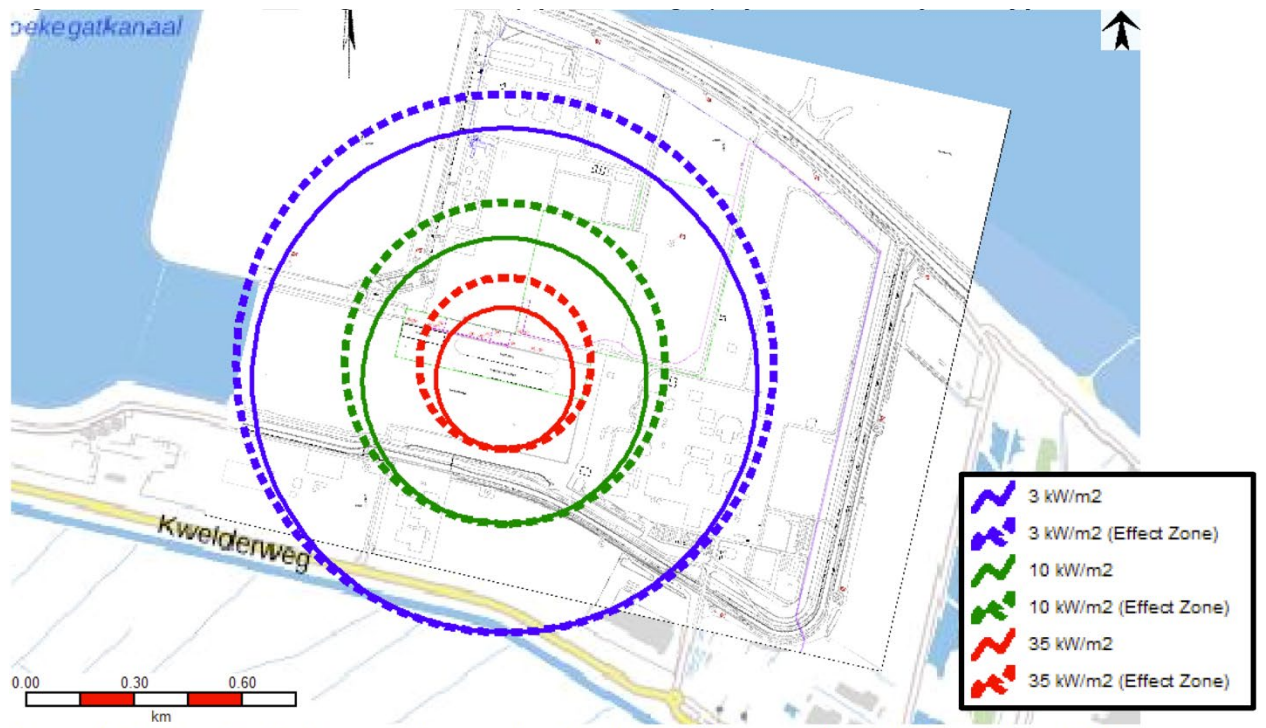 oekegatkanaal
Kwelderweg
3 kW/m2
3 kW/m2 (Effect Zone)
10 kW/m2
10 kW/m2 (Effect Zone)
35 kW/m2
35 kW/m2 (Effect Zone)
0.00 0.30 0.60
km